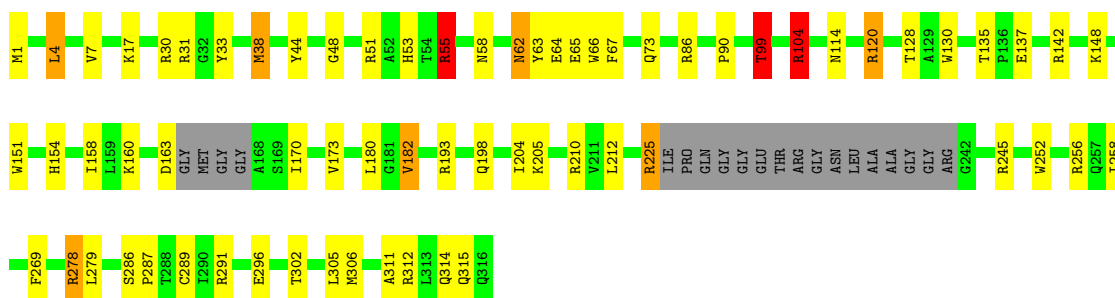 M1 L4 V7 K17 R30 R31 G32 Y33 M38 Y44 G48 R51 A52 H53 T54 R55 N58 N62 Y63 E64 E65 W66 F67 Q73 R86 P90 T99 R104 N114 R120 T128 A129 W130 T135 P136 E137 R142 K148
W151 H154 I158 L159 K160 D163 GLY MET GLY GLY A168 S169 I170 V173 L180 G181 V182 R193 Q198 I204 K205 R210 V211 L212 R225 ILE PRO GLN GLY GLY GLU THR ARG GLY ASN LEU ALA ALA GLY GLY ARG G242 R245 W252 R256 Q257
F269 R278 L279 S286 P287 T288 C289 I290 R291 E296 T302 L305 M306 A311 R312 L313 Q314 Q315 Q316